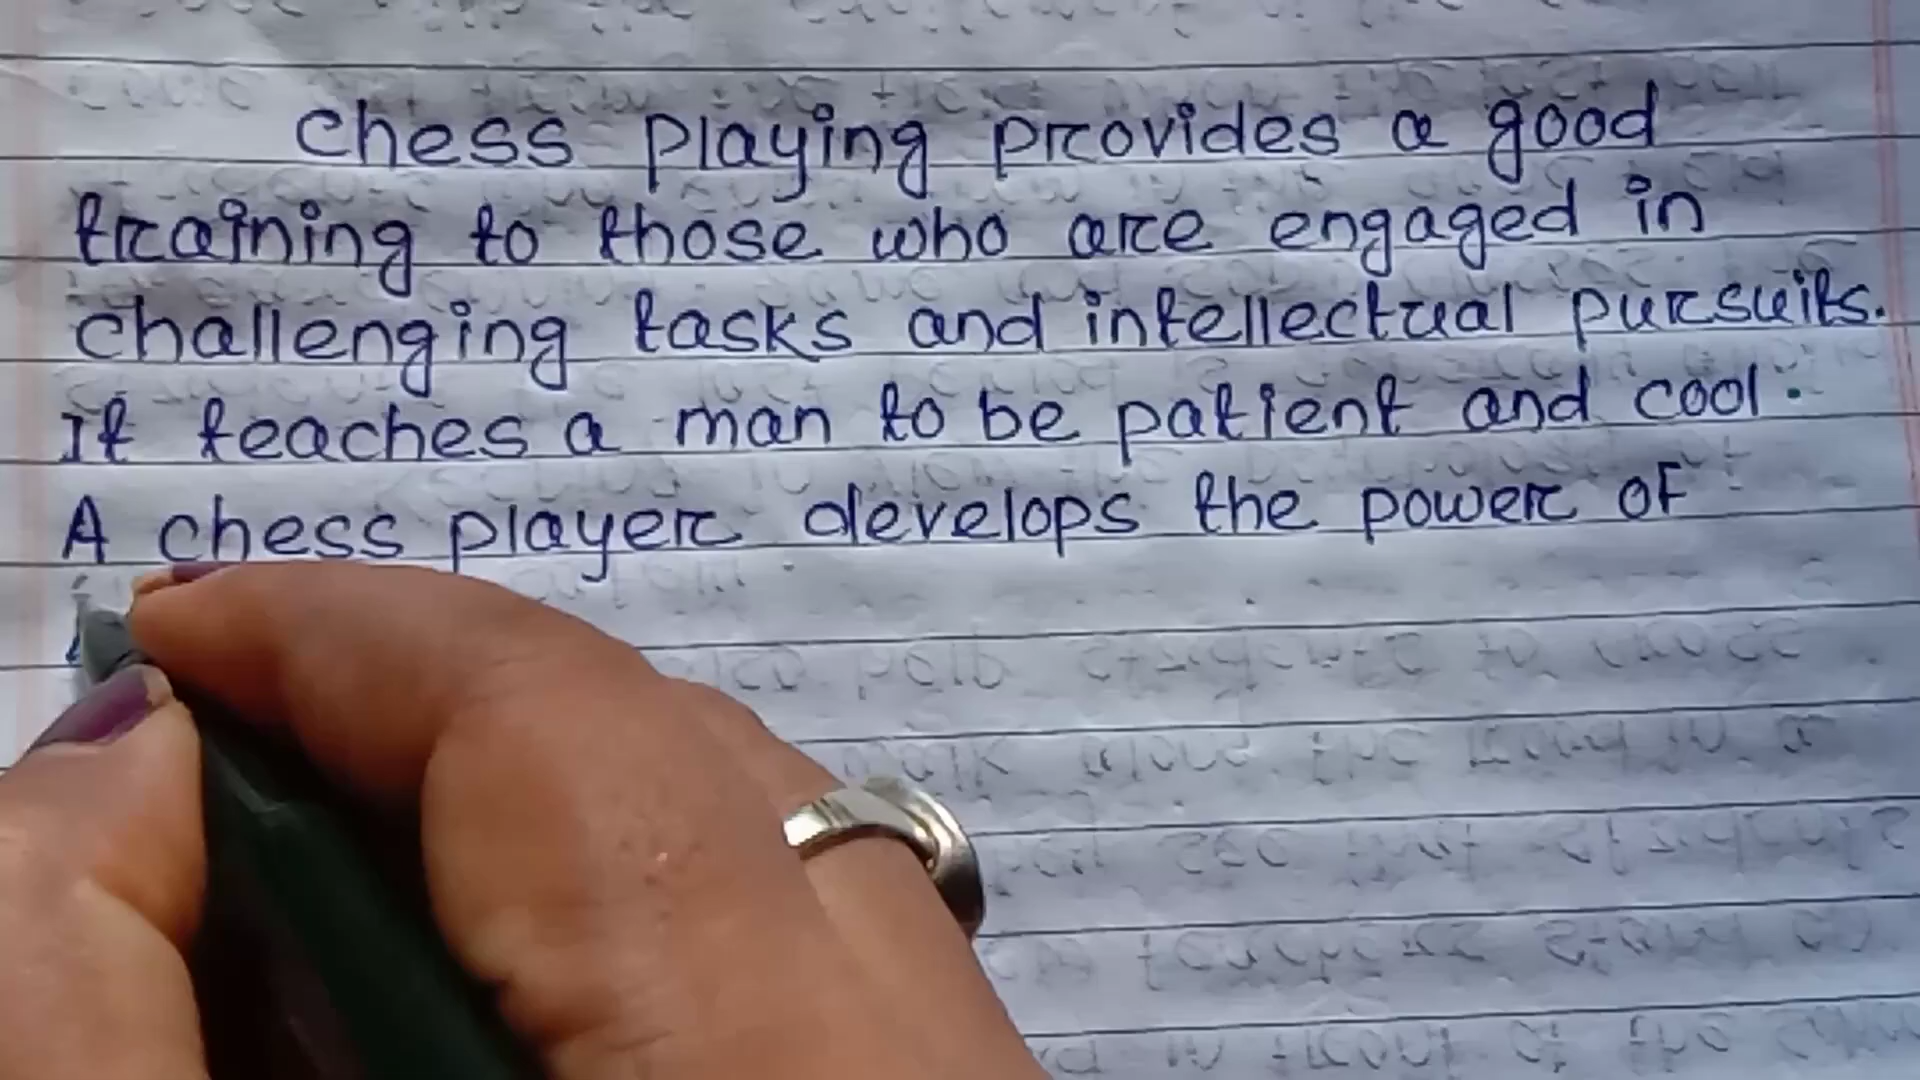 Chess playing provides a good
training to those who are engaged in
challenging tasks and intellectual pursuits.
It teaches a man to be patient and cool.
A chess player develops the power of